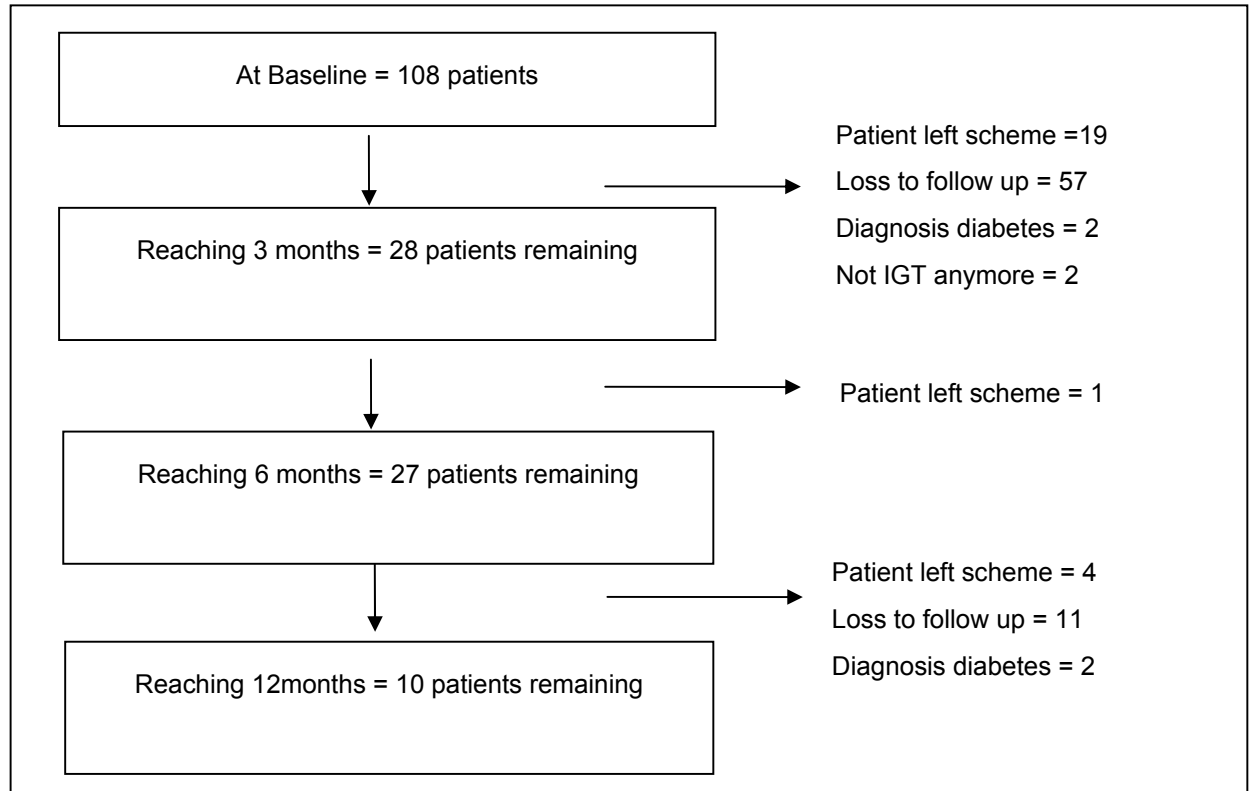 At Baseline = 108 patients
Patient left scheme =19
Loss to follow up = 57
Diagnosis diabetes = 2
Not IGT anymore = 2
Reaching 3 months = 28 patients remaining
Patient left scheme = 1
Reaching 6 months = 27 patients remaining
Patient left scheme = 4
Loss to follow up = 11
Diagnosis diabetes = 2
Reaching 12months = 10 patients remaining